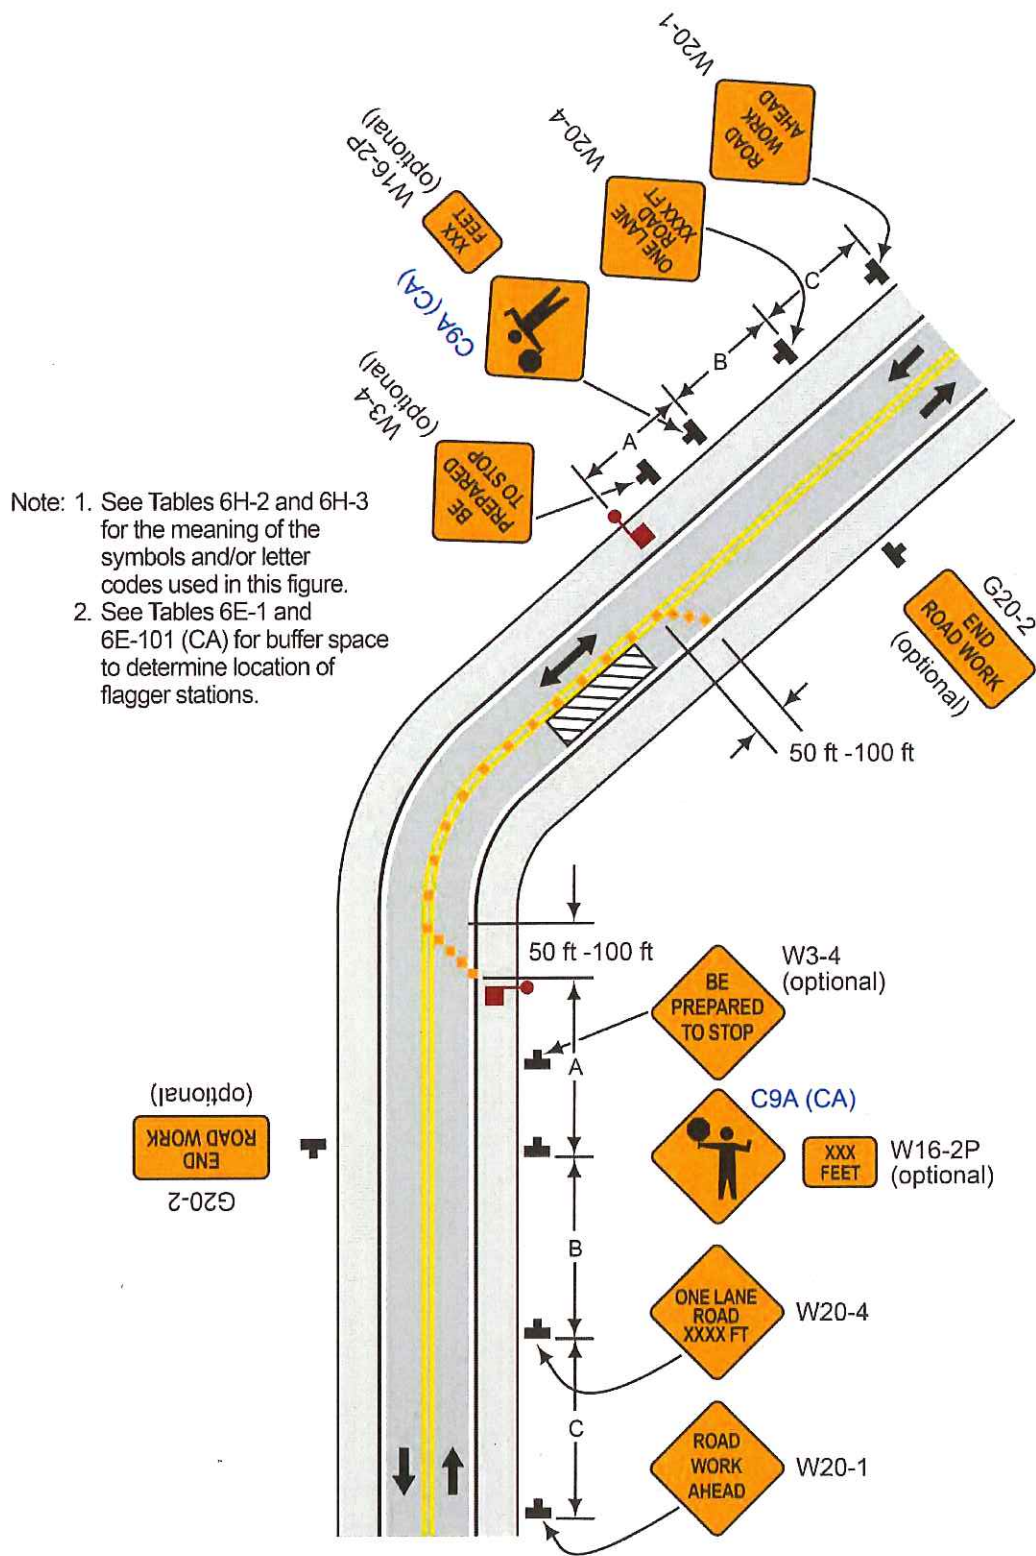 W20-1
ROAD
WORK
AHEAD
W20-4
ONE LANE
ROAD
XXXX FT
W16-2P
(optional)
XXX
FEET
C9A (CA)
W3-4
(optional)
BE
PREPARED
TO STOP
C
B
A
Note: 1. See Tables 6H-2 and 6H-3
for the meaning of the
symbols and/or letter
codes used in this figure.
2. See Tables 6E-1 and
6E-101 (CA) for buffer space
to determine location of
flagger stations.
G20-2
END
ROAD WORK
(optional)
50 ft -100 ft
50 ft -100 ft
W3-4
(optional)
BE
PREPARED
TO STOP
A
C9A (CA)
XXX
FEET
W16-2P
(optional)
G20-2
END
ROAD WORK
(optional)
B
ONE LANE
ROAD
XXXX FT
W20-4
C
ROAD
WORK
AHEAD
W20-1